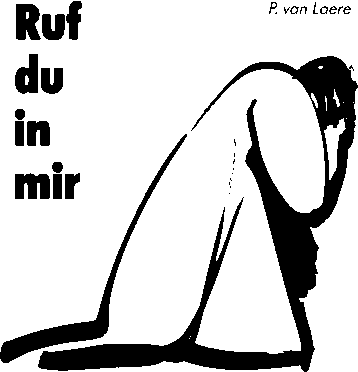 P. van Laere
Ruf
du
in
mir